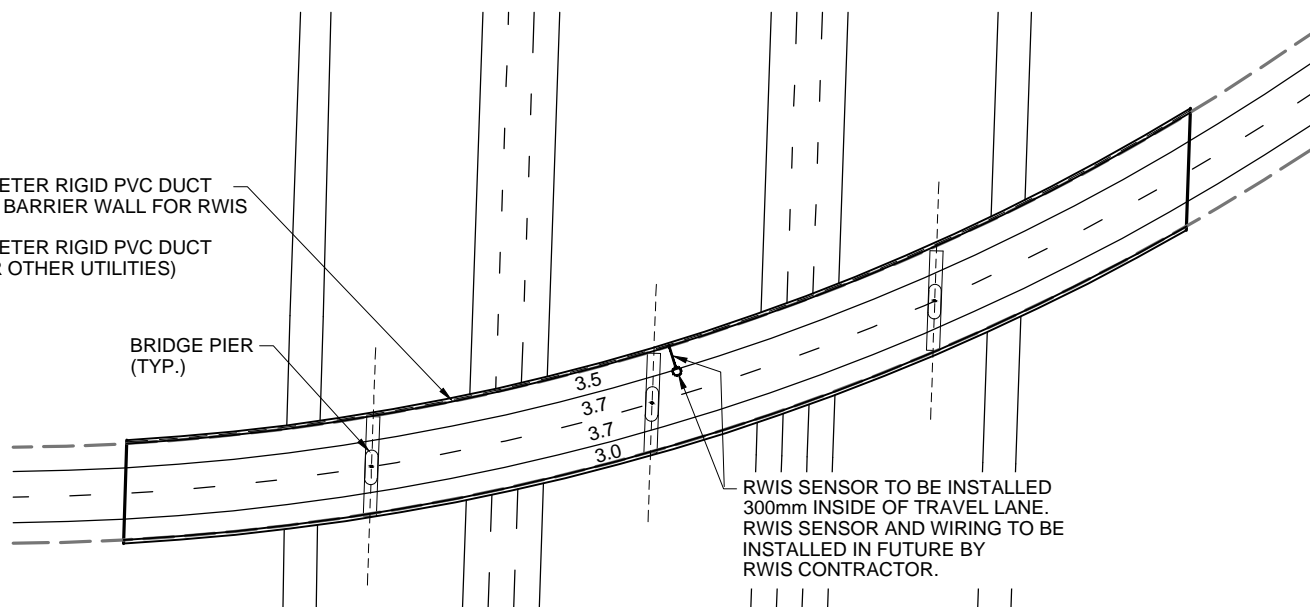 ETER RIGID PVC DUCT
BARRIER WALL FOR RWIS
ETER RIGID PVC DUCT
R OTHER UTILITIES)
BRIDGE PIER
(TYP.)
3.5
3.7
3.7
3.0
RWIS SENSOR TO BE INSTALLED
300mm INSIDE OF TRAVEL LANE.
RWIS SENSOR AND WIRING TO BE
INSTALLED IN FUTURE BY
RWIS CONTRACTOR.